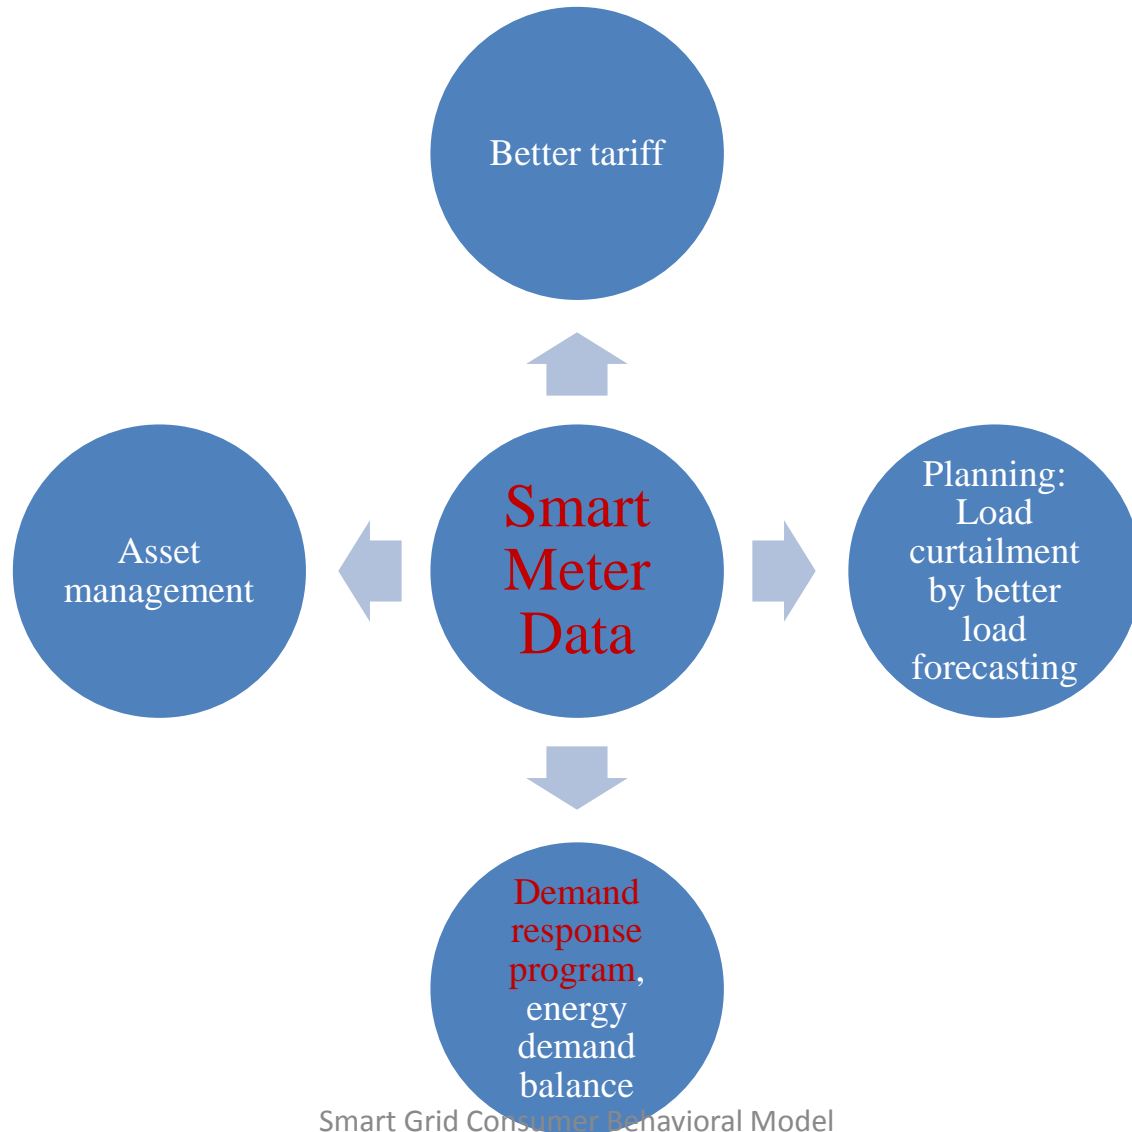 Better tariff
Asset
management
Smart
Meter
Data
Planning:
Load
curtailment
by better
load
forecasting
Demand
response
program,
energy
demand
balance
Smart Grid Consumer Behavioral Model